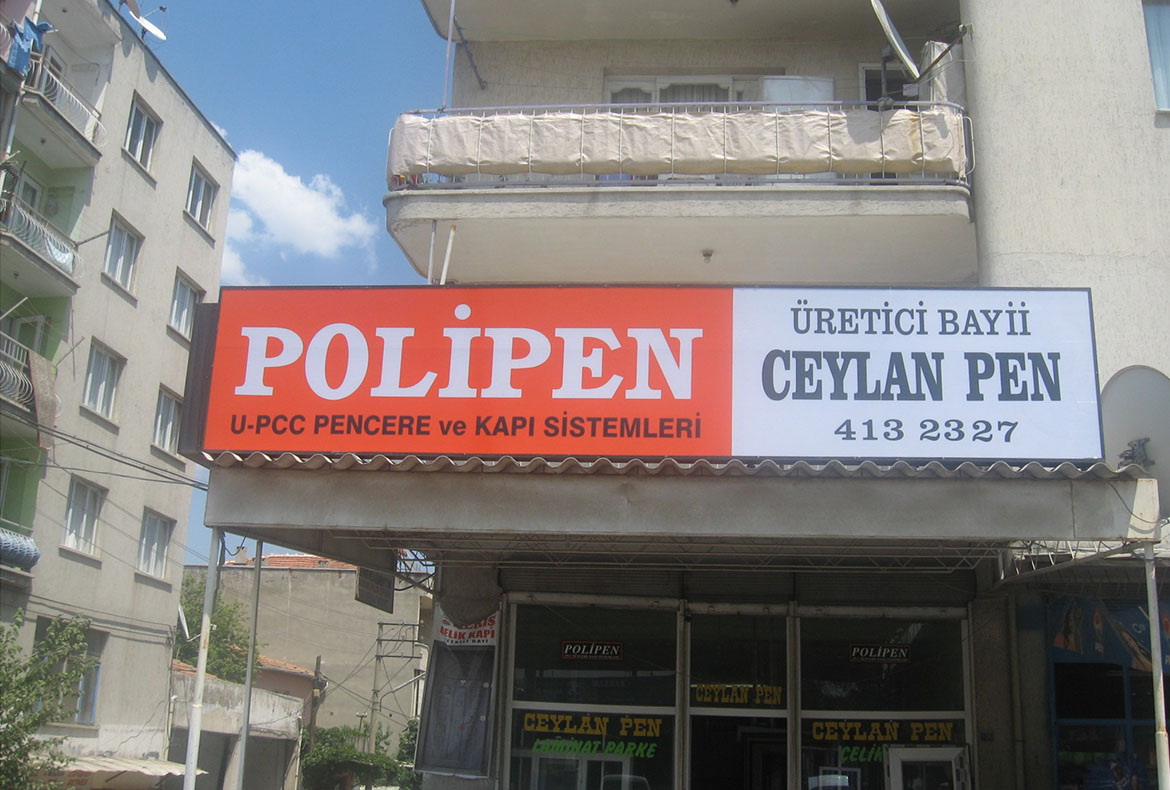 POLİPEN
U-PCC PENCERE ve KAPI SİSTEMLERİ
ÜRETİCİ BAYİİ
CEYLAN PEN
413 2327
ÇELİK KAPI
POLİPEN
POLİPEN
CEYLAN PEN
CEYLAN PEN
LAMİNAT PARKE
CEYLAN PEN
ÇELİK